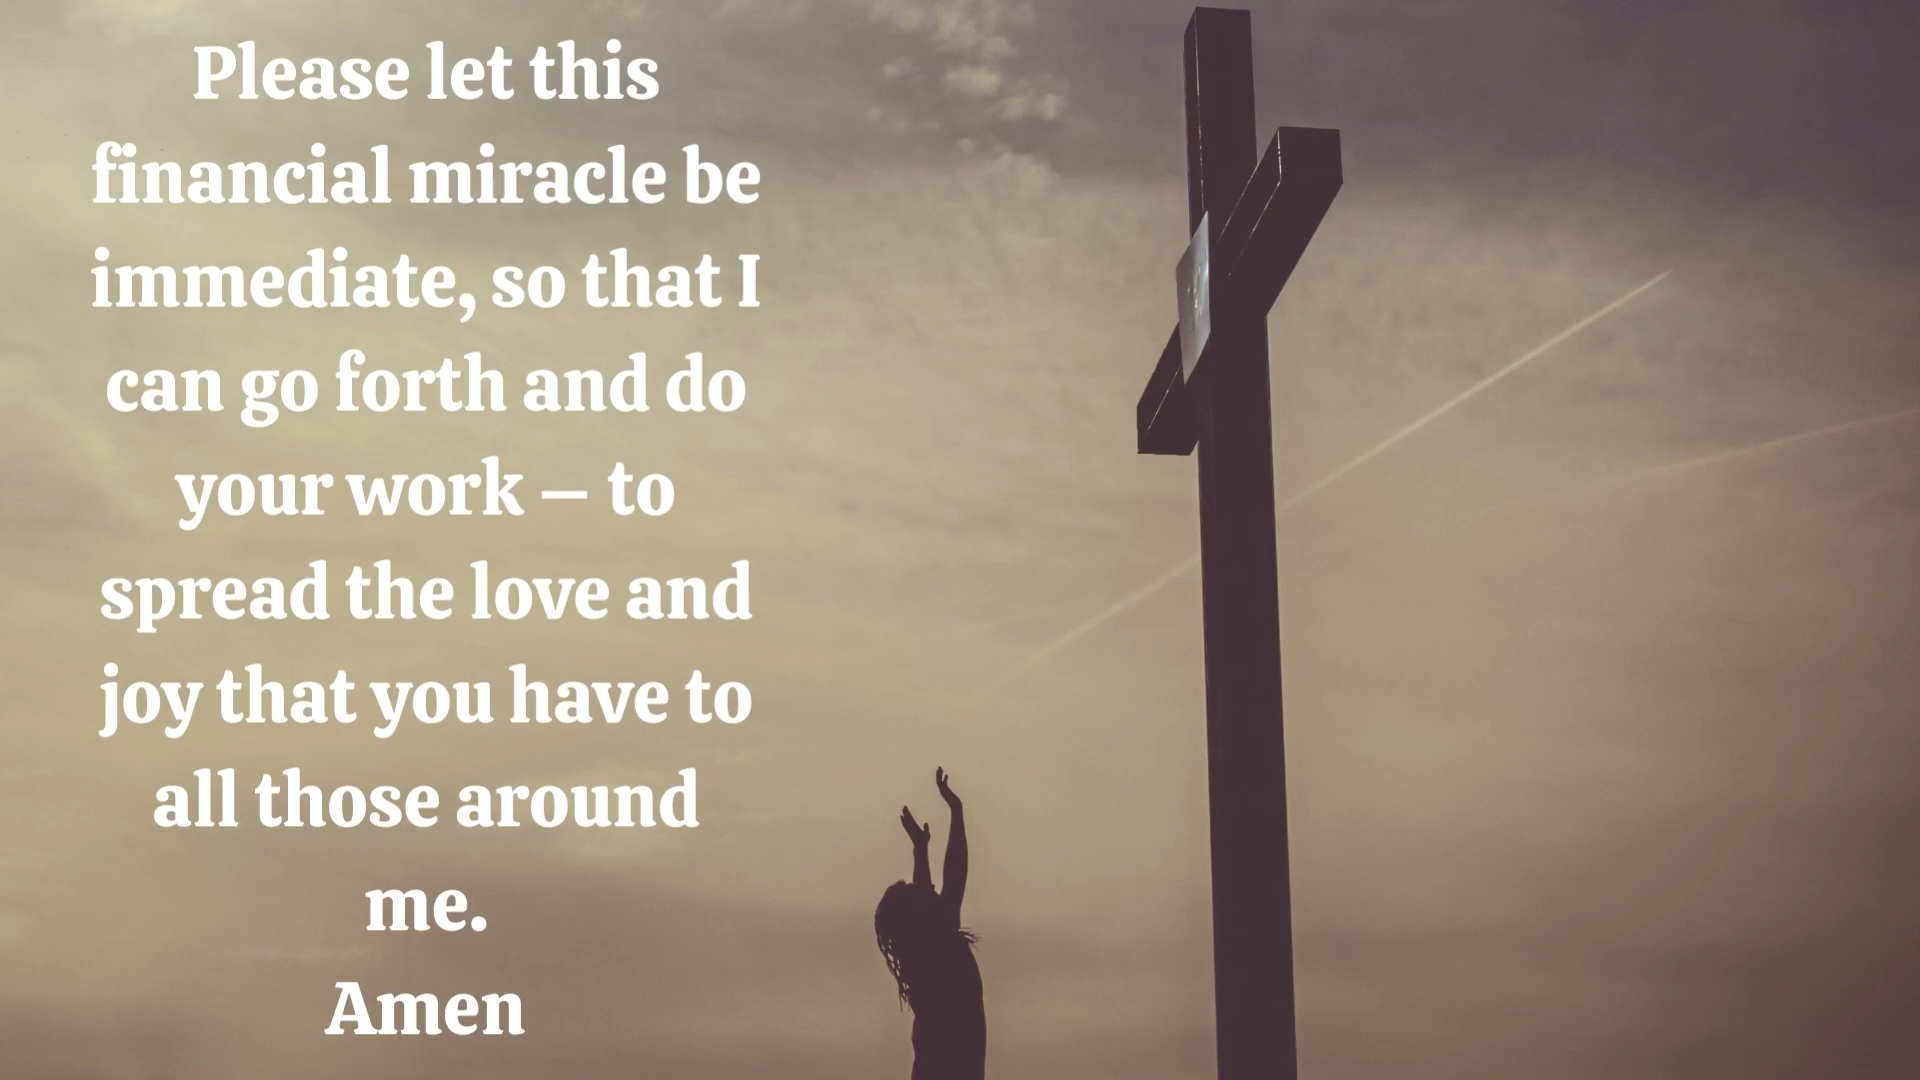 Please let this
financial miracle be
immediate, so that I
can go forth and do
your work – to
spread the love and
joy that you have to
all those around
me.
Amen